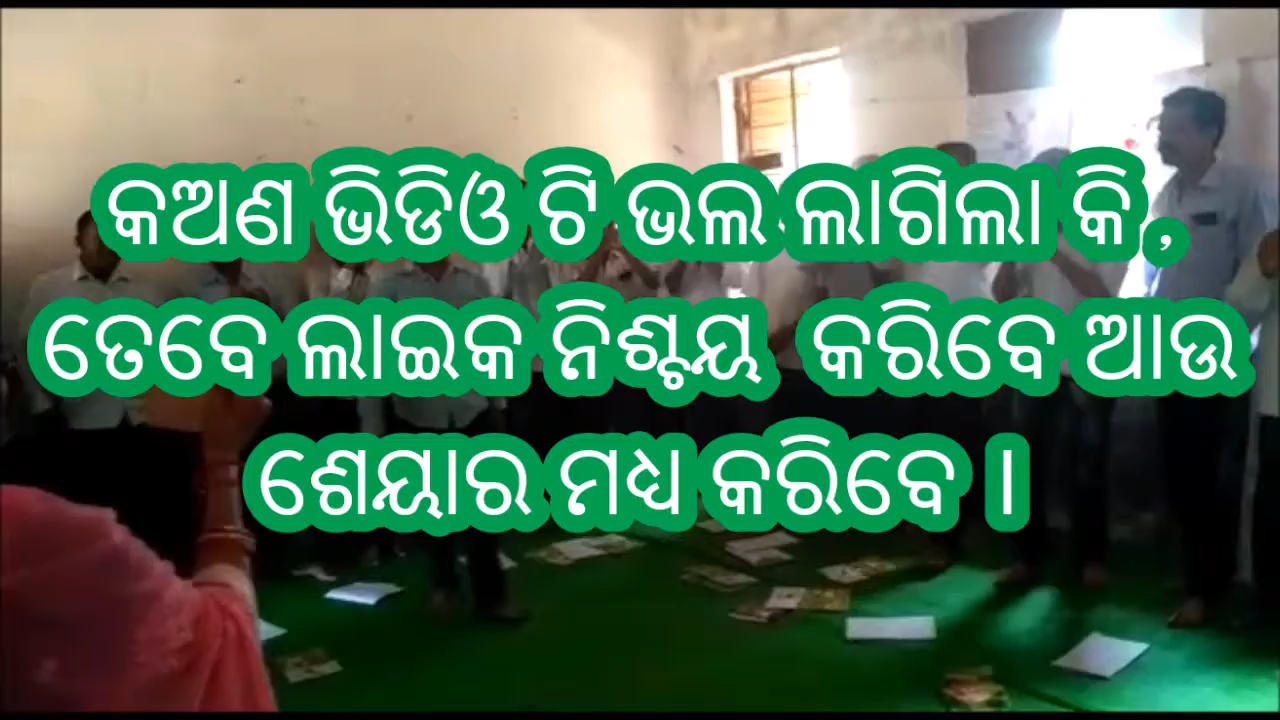 କଅଣ ଭିଡିଓ ଟି ଭଲ ଲାଗିଲା କି ,
ତେବେ ଲାଇକ ନିଶ୍ଚୟ କରିବେ ଆଉ
ଶେୟାର ମଧ୍ୟ କରିବେ ।